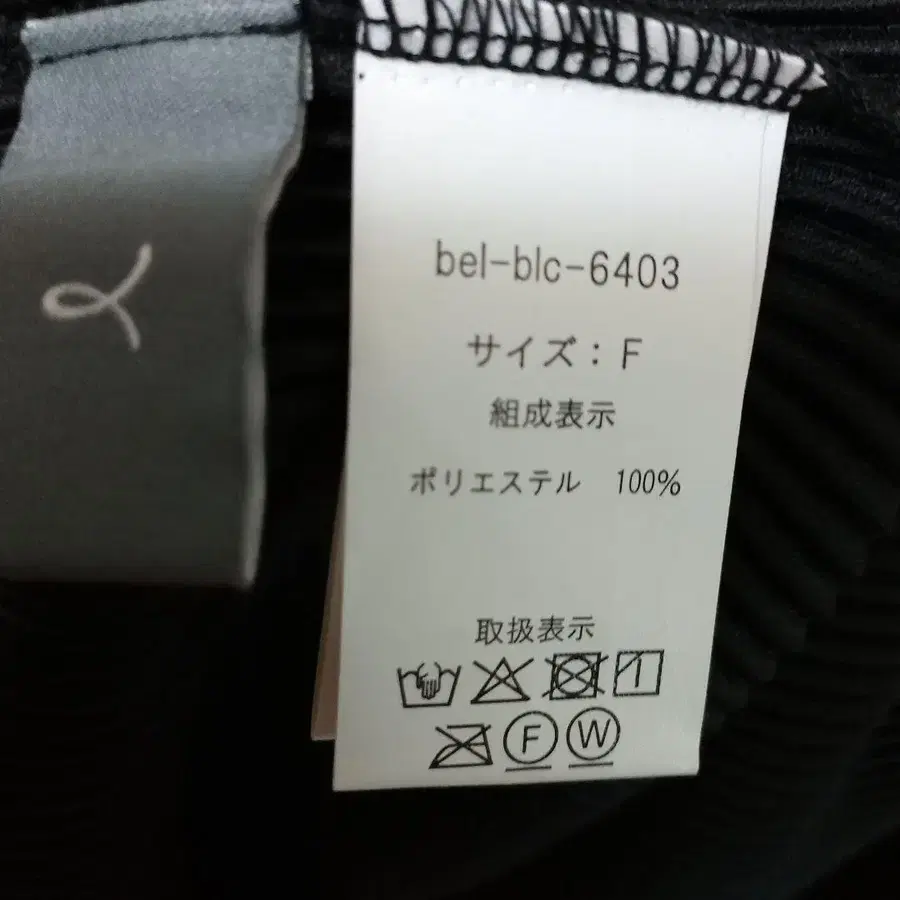 bel-blc-6403
サイズ：F
組成表示
ポリエステル　100%
取扱表示
F W